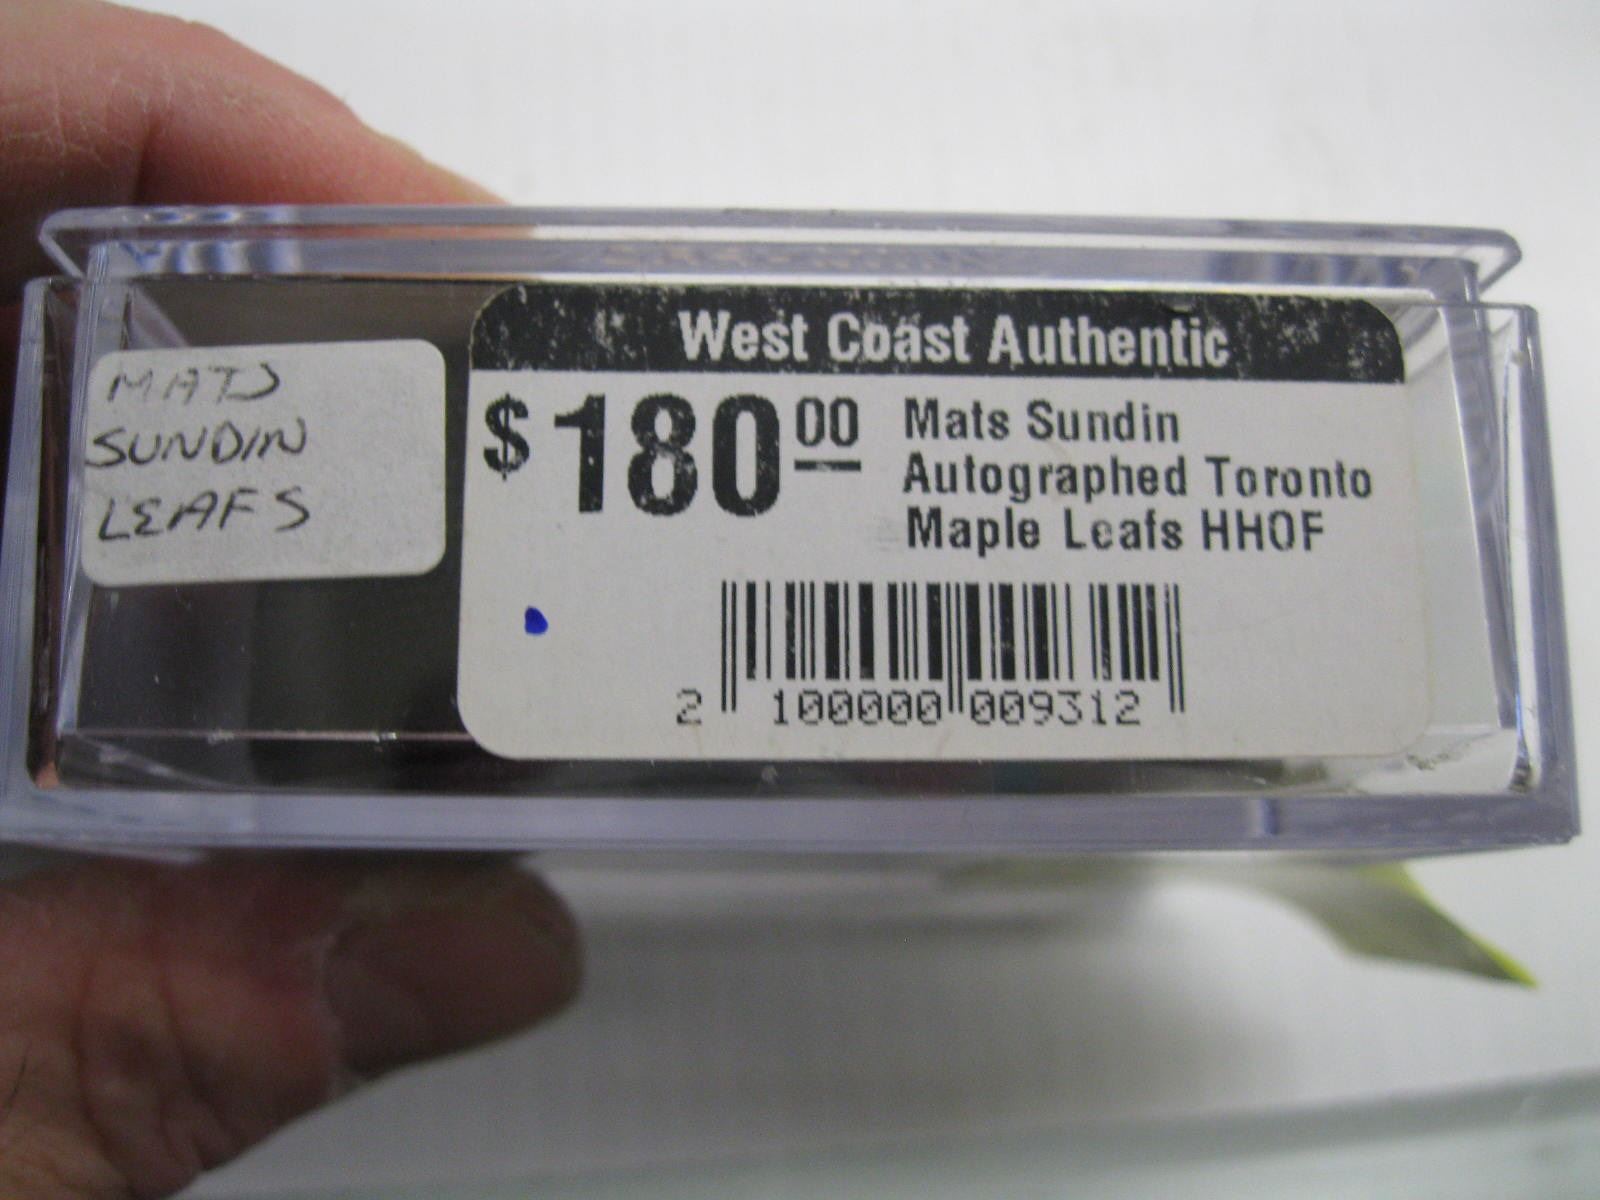 MATS
SUNDIN
LEAFS
West Coast Authentic
$180 00
Mats Sundin
Autographed Toronto
Maple Leafs HHOF
2 100000 009312